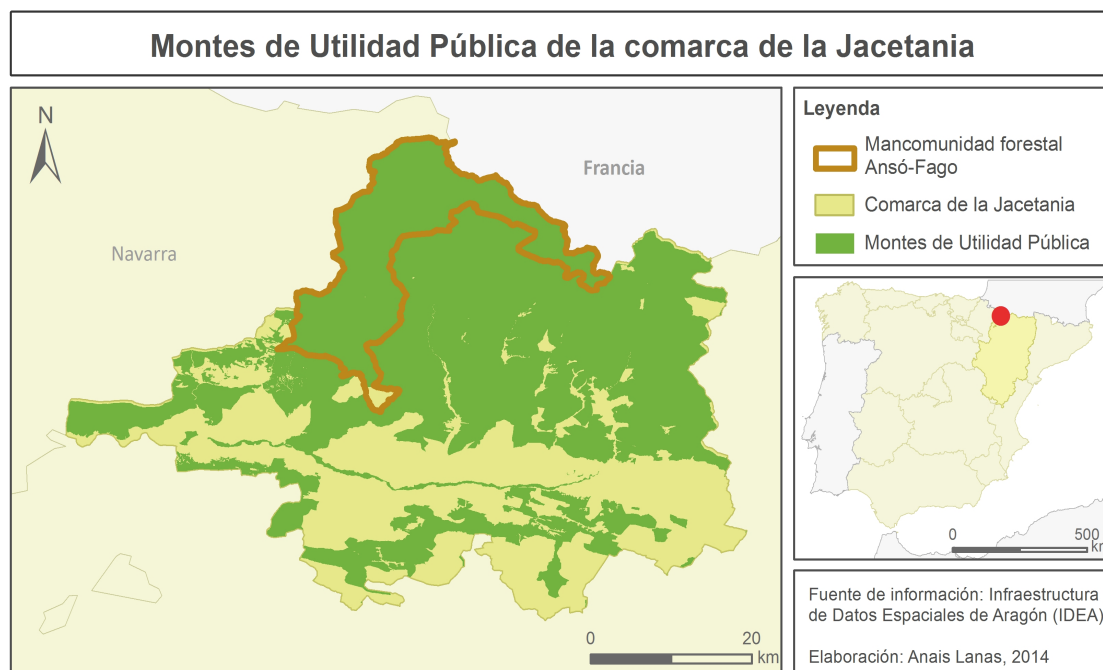 Montes de Utilidad Pública de la comarca de la Jacetania
N
Francia
Navarra
0 20
km
Leyenda
Mancomunidad forestal
Ansó-Fago
Comarca de la Jacetania
Montes de Utilidad Pública
0 500
km
Fuente de información: Infraestructura
de Datos Espaciales de Aragón (IDEA)
Elaboración: Anais Lanas, 2014